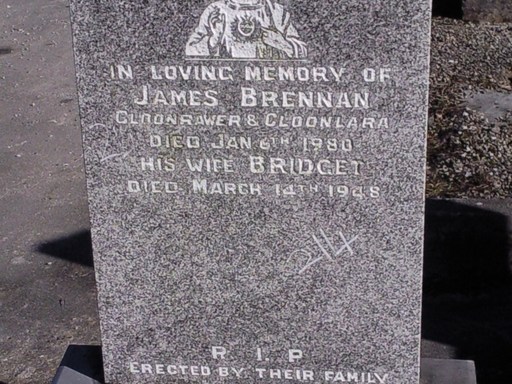 IN LOVING MEMORY OF
JAMES BRENNAN
CLOONRAWER & CLOONLARA
DIED JAN 6TH 1980
HIS WIFE BRIDGET
DIED MARCH 14TH 1948
214
R. I. P
ERECTED BY THEIR FAMILY